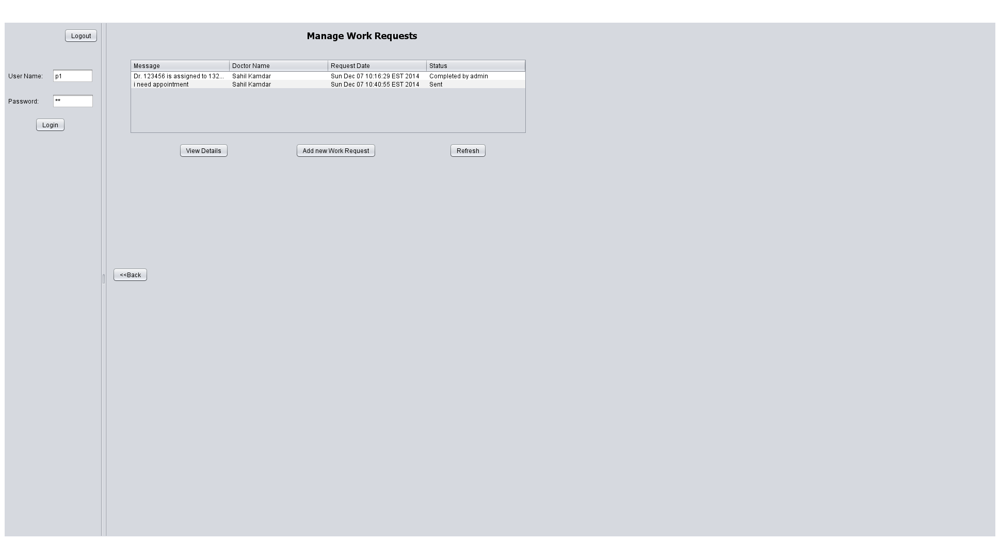 Logout
Manage Work Requests
User Name: p1
Password: **
Login
Message Doctor Name Request Date Status
Dr. 123456 is assigned to 132... Sahil Kamdar Sun Dec 07 10:16:29 EST 2014 Completed by admin
i need appointment Sahil Kamdar Sun Dec 07 10:40:55 EST 2014 Sent
View Details Add new Work Request Refresh
<<Back